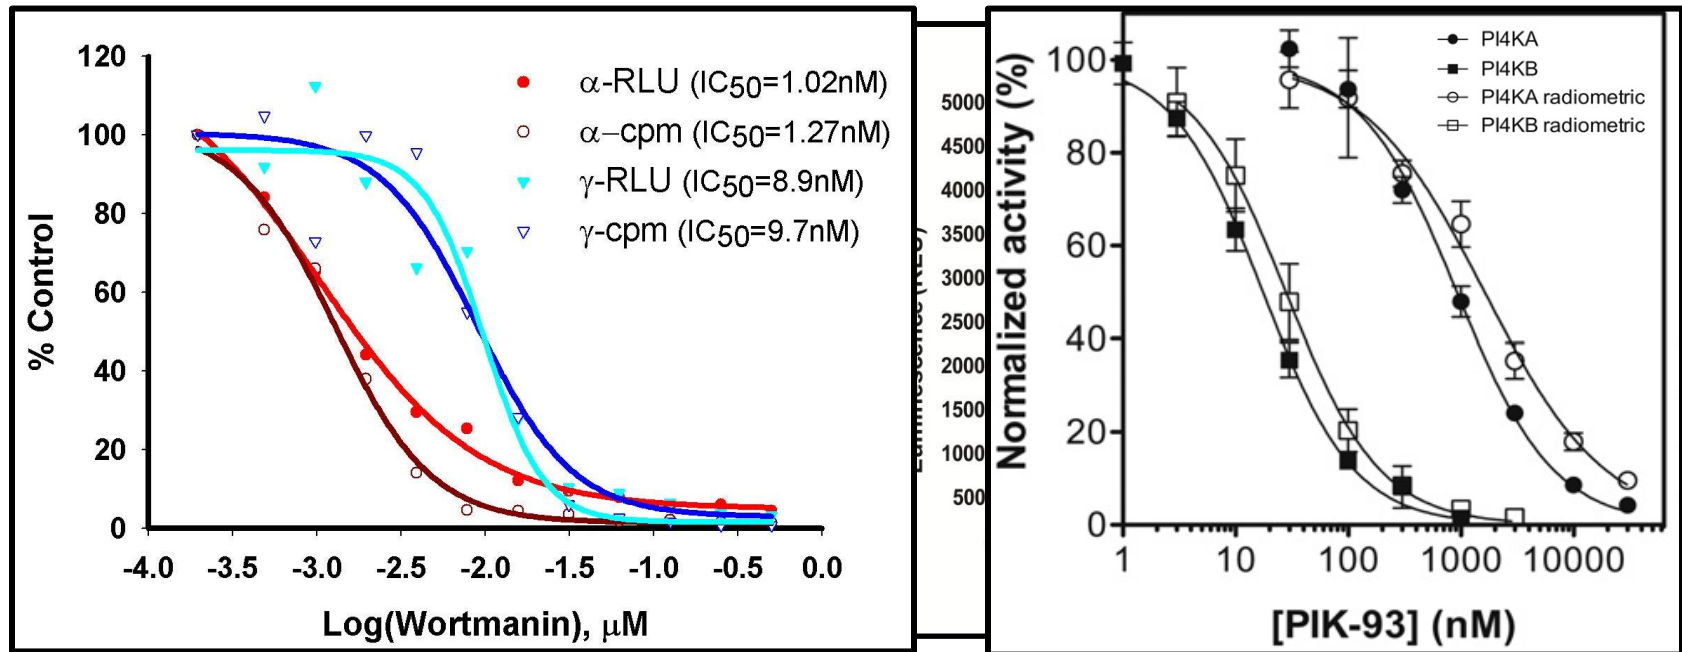 120
100
80
60
40
20
0
-4.0 -3.5 -3.0 -2.5 -2.0 -1.5 -1.0 -0.5 0.0
% Control
Log(Wortmanin), μM
α-RLU (IC50=1.02nM)
α–cpm (IC50=1.27nM)
γ-RLU (IC50=8.9nM)
γ-cpm (IC50=9.7nM)
5000
4500
4000
3500
3000
2500
2000
1500
1000
500
Normalized activity (%)
100
80
60
40
20
0
1 10 100 1000 10000
[PIK-93] (nM)
PI4KA
PI4KB
PI4KA radiometric
PI4KB radiometric